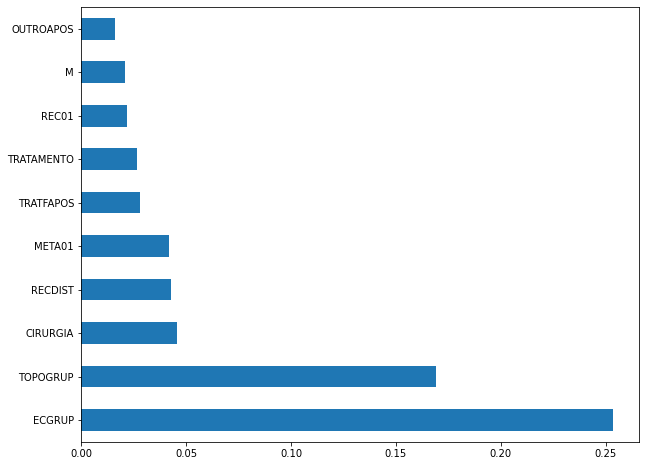 OUTROAPOS
M
REC01
TRATAMENTO
TRATFAPOS
META01
RECDIST
CIRURGIA
TOPOGRUP
ECGRUP
0.00 0.05 0.10 0.15 0.20 0.25